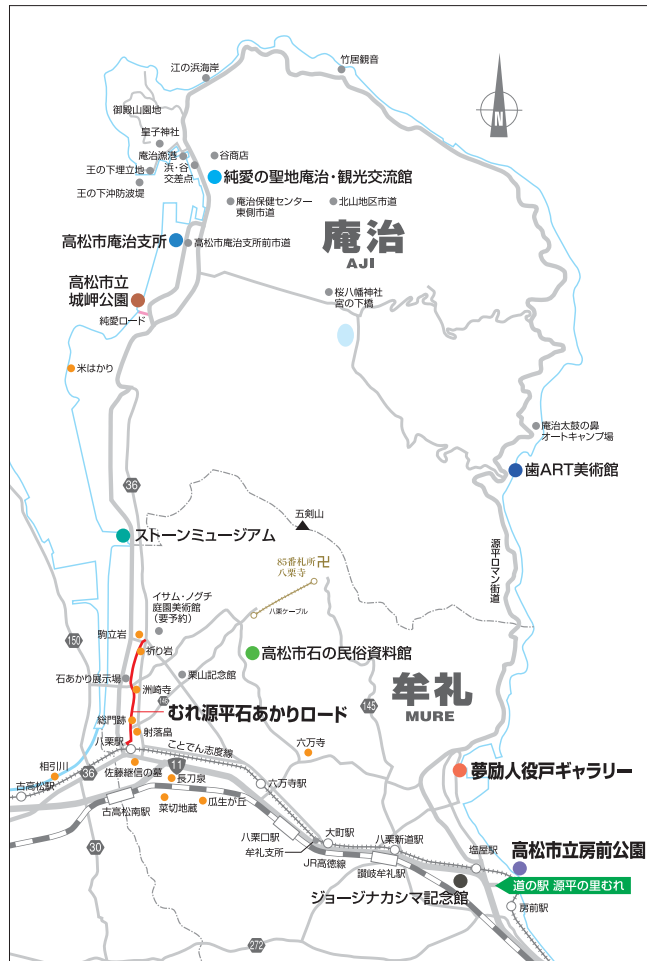 竹居観音
江の浜海岸
N
御殿山園地
皇子神社
庵治漁港
浜・谷
交差点
谷商店
王の下埋立地
王の下沖防波堤
純愛の聖地庵治・観光交流館
庵治保健センター
東側市道
北山地区市道
庵治
AJI
高松市庵治支所
高松市庵治支所前市道
高松市立
城岬公園
桜八幡神社
宮の下橋
純愛ロード
米はかり
庵治太鼓の鼻
オートキャンプ場
歯ART美術館
36
五剣山
ストーンミュージアム
源平ロマン街道
85番札所
八栗寺
八栗ケーブル
イサム・ノグチ
庭園美術館
(要予約)
150
駒立岩
祈り岩
高松市石の民俗資料館
石あかり展示場
栗山記念館
洲崎寺
145
145
牟礼
MURE
むれ源平石あかりロード
総門跡
射落畠
八栗駅
ことでん志度線
六万寺
相引川
36
11
古高松駅
佐藤継信の墓
長刀泉
六万寺駅
夢励人役戸ギャラリー
菜切地蔵
瓜生が丘
古高松南駅
八栗口駅
大町駅
八栗新道駅
塩屋駅
30
牟礼支所
JR高徳線
讃岐牟礼駅
高松市立房前公園
道の駅 源平の里むれ
ジョージナカシマ記念館
房前駅
272